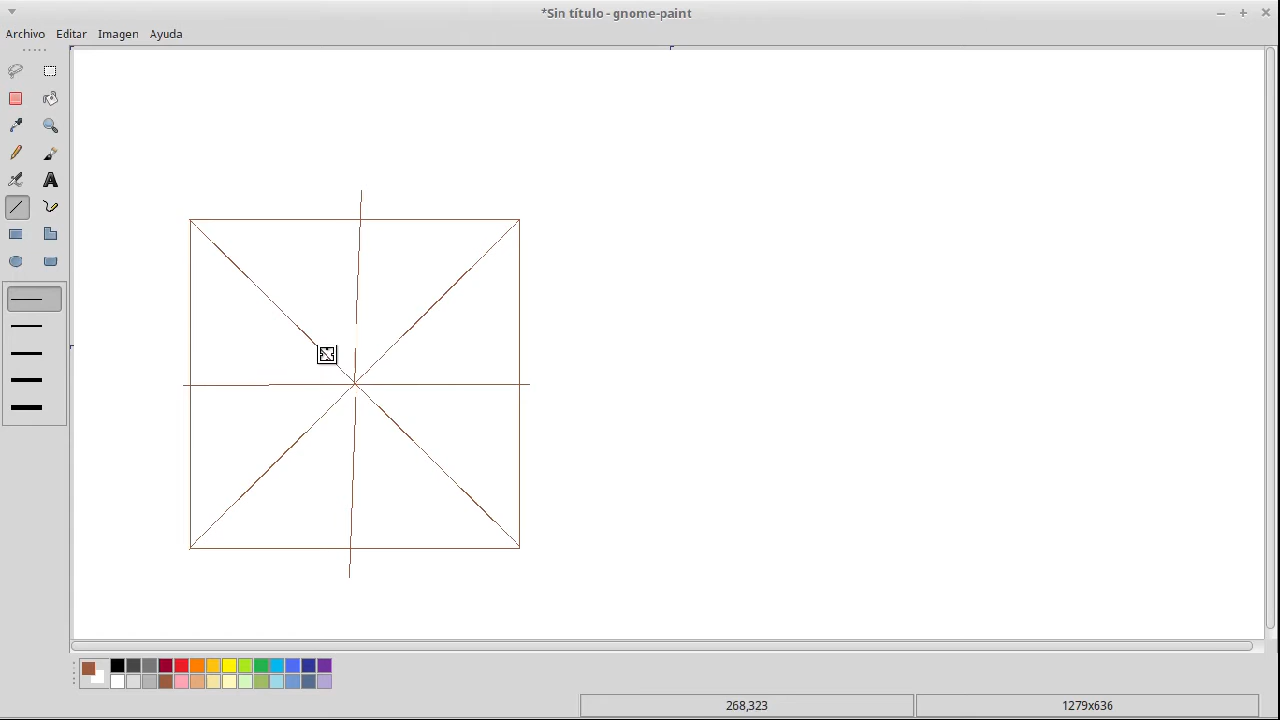 *Sin título - gnome-paint
Archivo Editar Imagen Ayuda
A
268,323 1279x636